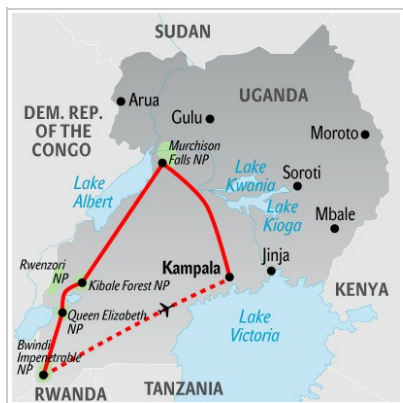 SUDAN
UGANDA
Arua
Gulu
DEM. REP.
OF THE
CONGO
Moroto
Murchison
Falls NP
Lake
Kwania
Soroti
Lake
Albert
Lake
Kioga
Mbale
Rwenzori
NP
Kibale Forest NP
Kampala
Jinja
KENYA
Queen Elizabeth
NP
Bwindi
Impenetrable
NP
Lake
Victoria
RWANDA
TANZANIA